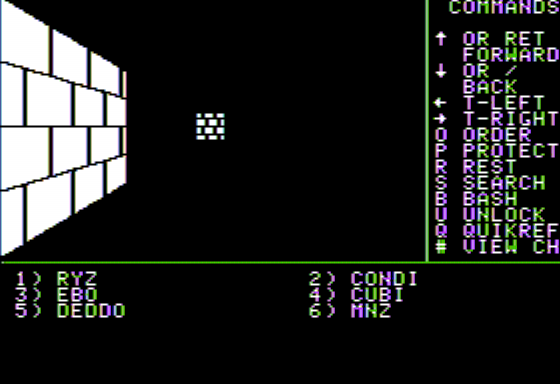 COMMANDS
↑ OR RET
FORWARD
↓ OR /
BACK
← T-LEFT
→ T-RIGHT
O ORDER
P PROTECT
R REST
S SEARCH
B BASH
U UNLOCK
Q QUIKREF
# VIEW CH
1) RYZ 2) CONDI
3) EBO 4) CUBI
5) DEDDO 6) MNZ